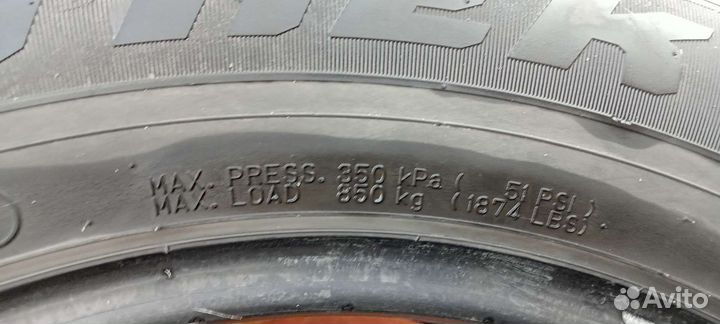 MAX. PRESS. 350 kPa ( 51 PSI )
MAX. LOAD 850 kg (1874 LBS)
Avito